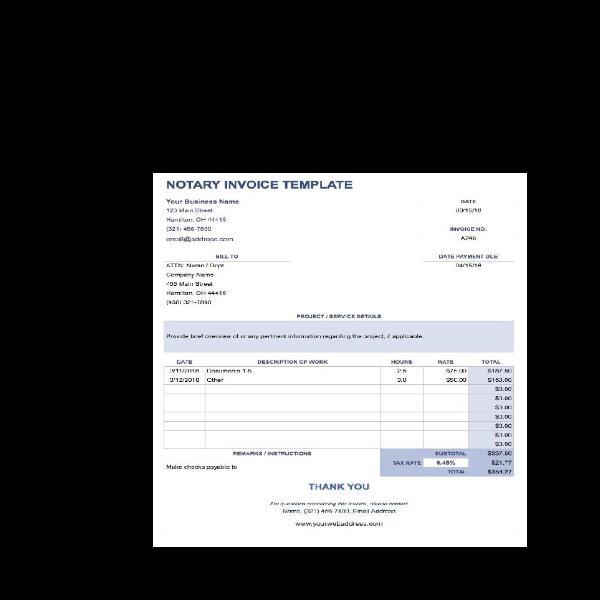 NOTARY INVOICE TEMPLATE
Your Business Name
DATE
123 Main Street
03/15/18
Hamilton, OH 44416
(321) 456-7890
INVOICE NO.
email@address.com
A246
BILL TO
DATE PAYMENT DUE
ATTN: Name / Dept
04/15/18
Company Name
456 Main Street
Hamilton, OH 44416
(456) 321-7890
PROJECT / SERVICE DETAILS
Provide brief overview of or any pertinent information regarding the project, if applicable.
DATE DESCRIPTION OF WORK HOURS RATE TOTAL
3/11/2018 Documents 1-5 2.5 $75.00 $187.50
3/12/2018 Other 3.0 $50.00 $150.00
$0.00
$0.00
$0.00
$0.00
$0.00
$0.00
$0.00
REMARKS / INSTRUCTIONS SUBTOTAL $337.50
Make checks payable to TAX RATE 6.45% $21.77
TOTAL $359.27
THANK YOU
For questions concerning this invoice, please contact
Name, (321) 456-7890, Email Address
www.yourwebaddress.com